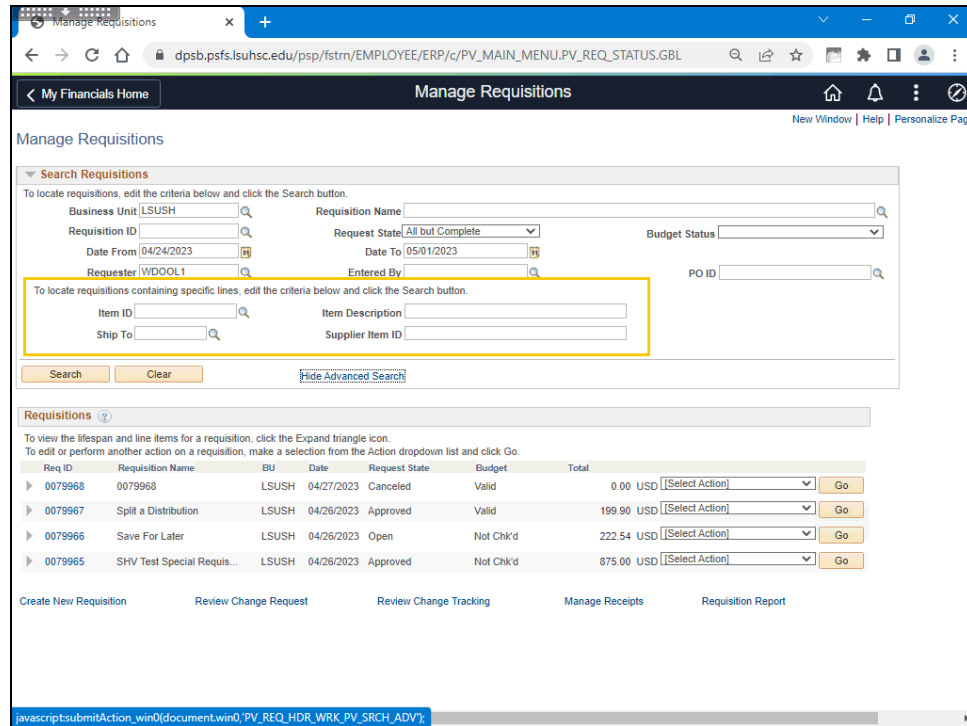 Manage Requisitions
dpsb.psfs.lsuhsc.edu/psp/fstrn/EMPLOYEE/ERP/c/PV_MAIN_MENU.PV_REQ_STATUS.GBL
My Financials Home Manage Requisitions
New Window | Help | Personalize Pag
Manage Requisitions
Search Requisitions
To locate requisitions, edit the criteria below and click the Search button.
Business Unit LSUSH Requisition Name
Requisition ID Request State All but Complete Budget Status
Date From 04/24/2023 Date To 05/01/2023
Requester WDOOL1 Entered By PO ID
To locate requisitions containing specific lines, edit the criteria below and click the Search button.
Item ID Item Description
Ship To Supplier Item ID
Search Clear Hide Advanced Search
Requisitions ?
To view the lifespan and line items for a requisition, click the Expand triangle icon.
To edit or perform another action on a requisition, make a selection from the Action dropdown list and click Go.
Req ID Requisition Name BU Date Request State Budget Total
0079968 0079968 LSUSH 04/27/2023 Canceled Valid 0.00 USD [Select Action] Go
0079967 Split a Distribution LSUSH 04/26/2023 Approved Valid 199.90 USD [Select Action] Go
0079966 Save For Later LSUSH 04/26/2023 Open Not Chk'd 222.54 USD [Select Action] Go
0079965 SHV Test Special Requis... LSUSH 04/26/2023 Approved Not Chk'd 875.00 USD [Select Action] Go
Create New Requisition Review Change Request Review Change Tracking Manage Receipts Requisition Report
javascript:submitAction_win0(document.win0,'PV_REQ_HDR_WRK_PV_SRCH_ADV');